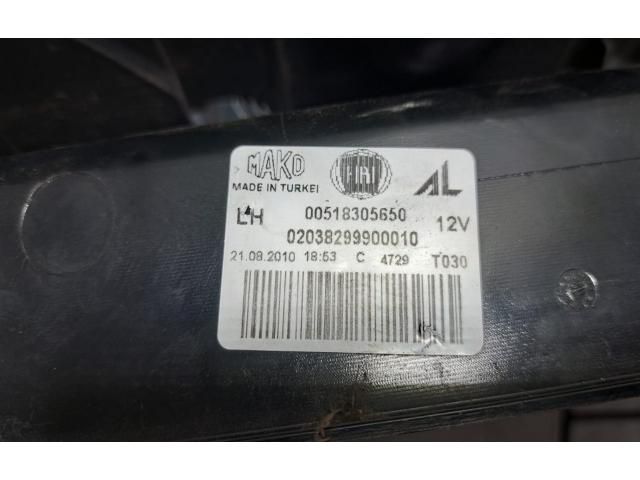 MAKO FIAT AL
MADE IN TURKEI
LH 00518305650 12V
02038299900010
21.08.2010 18:53 C 4729 T030